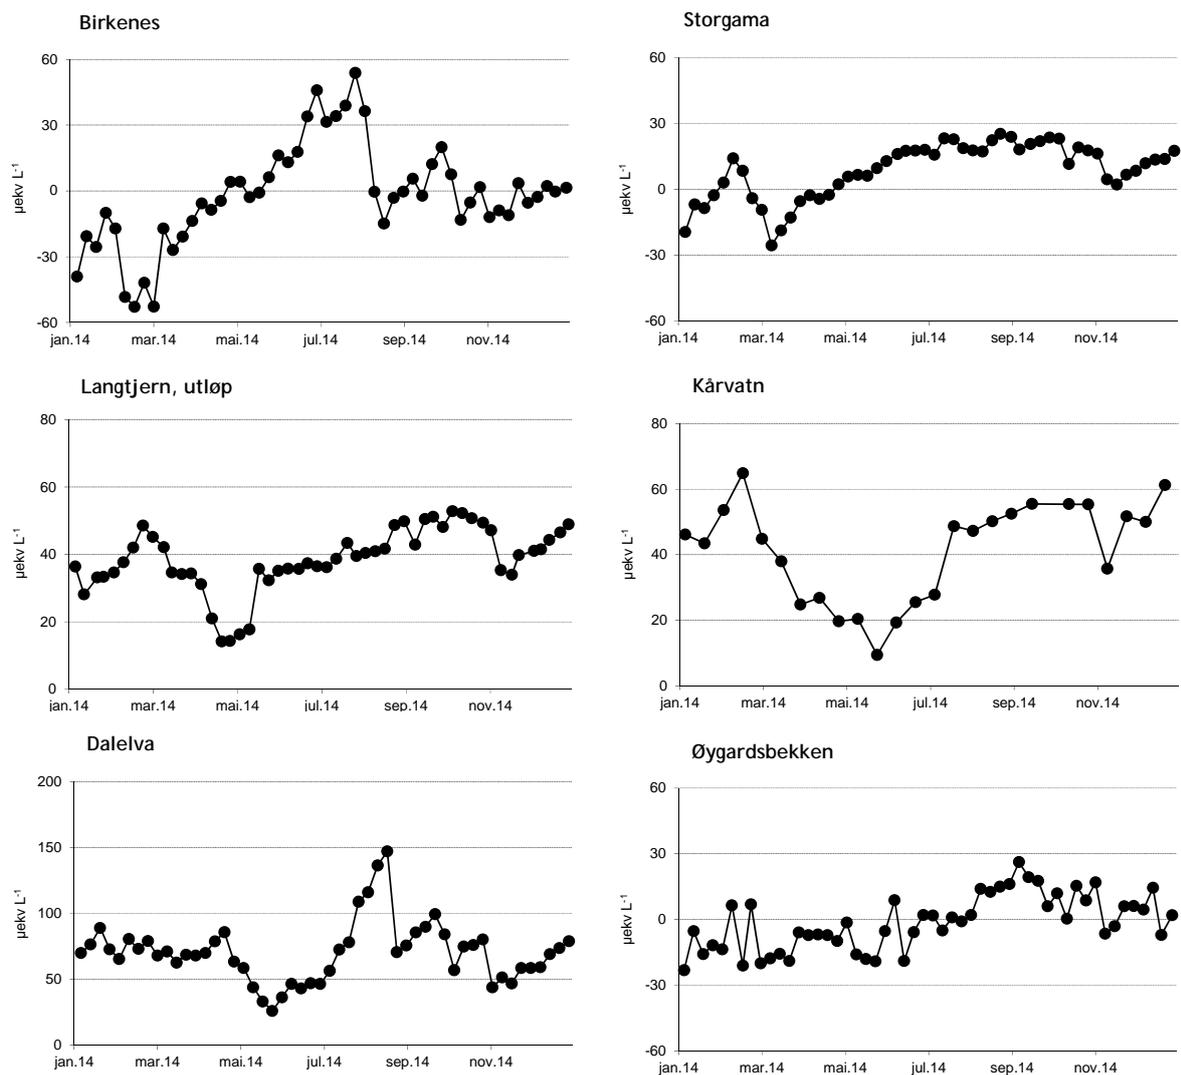 Birkenes
60
30
0
-30
-60
µekv L-1
jan.14 mar.14 mai.14 jul.14 sep.14 nov.14
Storgama
60
30
0
-30
-60
µekv L-1
jan.14 mar.14 mai.14 jul.14 sep.14 nov.14
Langtjern, utløp
80
60
40
20
0
µekv L-1
jan.14 mar.14 mai.14 jul.14 sep.14 nov.14
Kårvatn
80
60
40
20
0
µekv L-1
jan.14 mar.14 mai.14 jul.14 sep.14 nov.14
Dalelva
200
150
100
50
0
µekv L-1
jan.14 mar.14 mai.14 jul.14 sep.14 nov.14
Øygardsbekken
60
30
0
-30
-60
µekv L-1
jan.14 mar.14 mai.14 jul.14 sep.14 nov.14